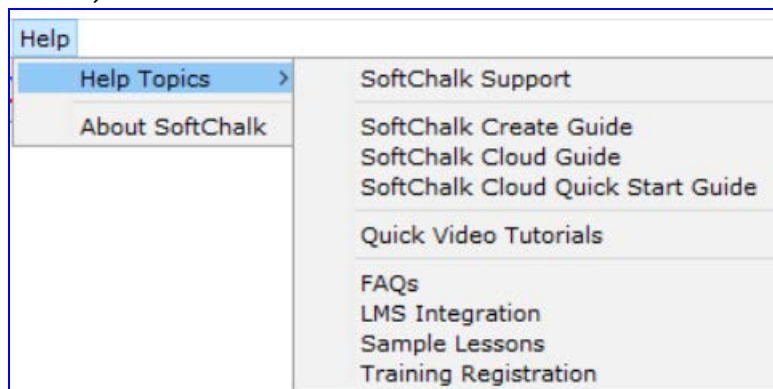 Help
Help Topics >
About SoftChalk
SoftChalk Support
SoftChalk Create Guide
SoftChalk Cloud Guide
SoftChalk Cloud Quick Start Guide
Quick Video Tutorials
FAQs
LMS Integration
Sample Lessons
Training Registration